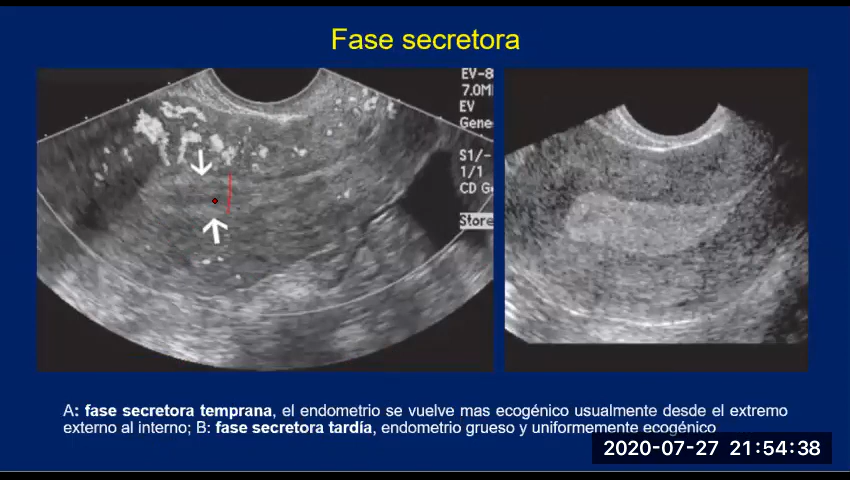 Fase secretora
EV-8
7.0M
EV
Gene
S1/-
1/1
CD G
Store
A: fase secretora temprana, el endometrio se vuelve mas ecogénico usualmente desde el extremo
externo al interno; B: fase secretora tardía, endometrio grueso y uniformemente ecogénico
2020-07-27 21:54:38